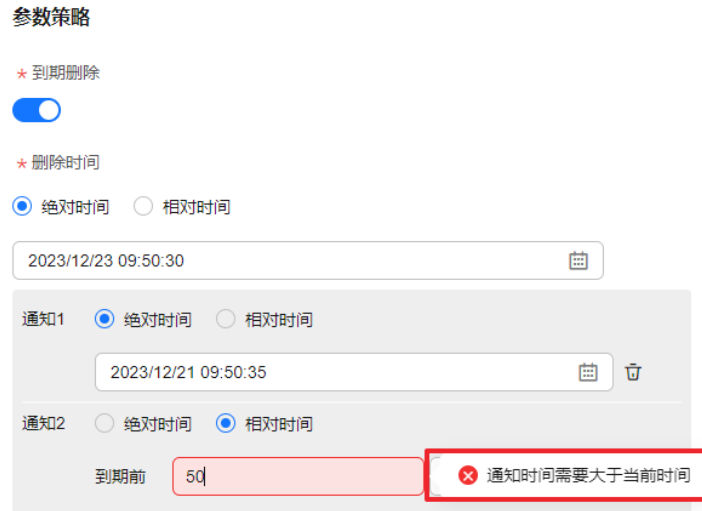 参数策略
* 到期删除
* 删除时间
绝对时间 相对时间
2023/12/23 09:50:30
通知1 绝对时间 相对时间
2023/12/21 09:50:35
通知2 绝对时间 相对时间
到期前 50 通知时间需要大于当前时间